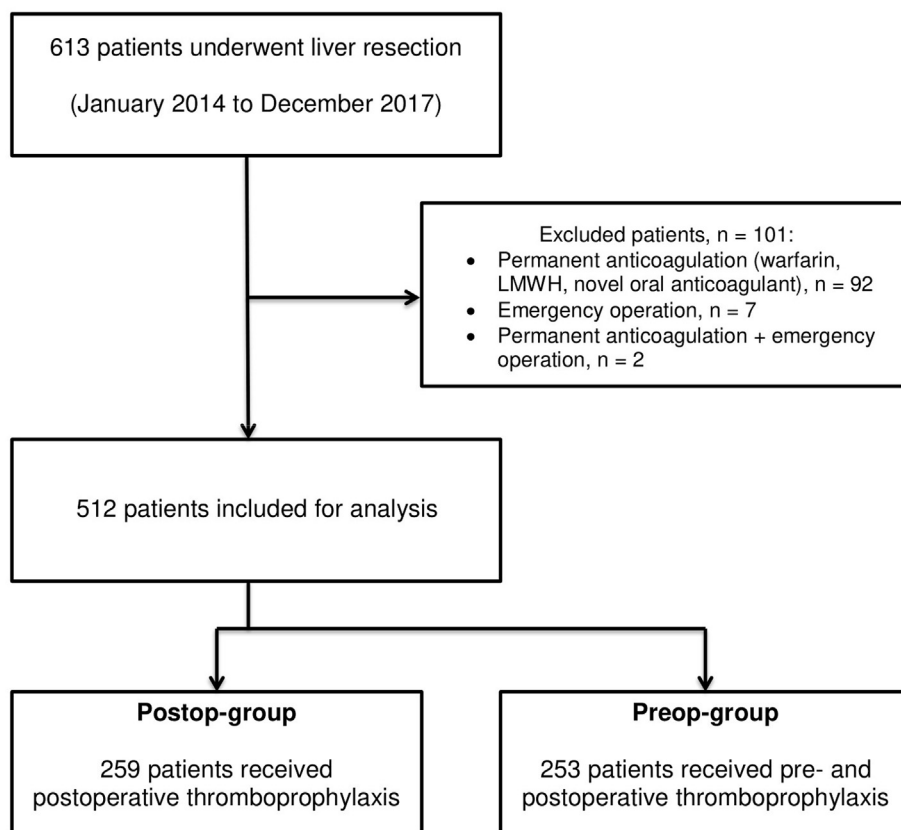 613 patients underwent liver resection
(January 2014 to December 2017)
Excluded patients, n = 101:
• Permanent anticoagulation (warfarin,
LMWH, novel oral anticoagulant), n = 92
• Emergency operation, n = 7
• Permanent anticoagulation + emergency
operation, n = 2
512 patients included for analysis
Postop-group
259 patients received
postoperative thromboprophylaxis
Preop-group
253 patients received pre- and
postoperative thromboprophylaxis